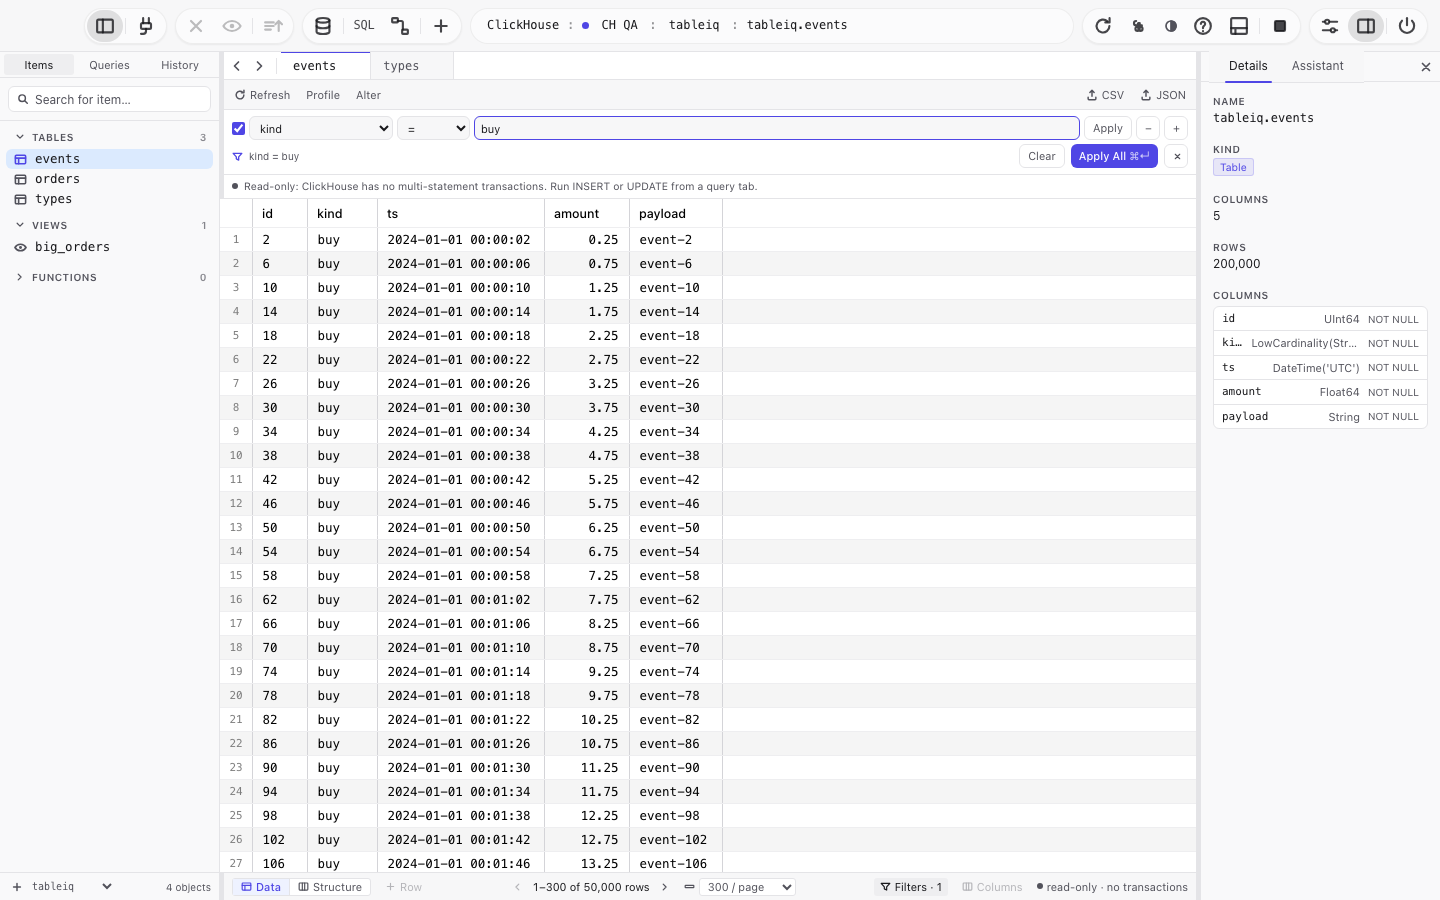 SQL
ClickHouse : CH QA : tableiq : tableiq.events
Items Queries History
events types
Details Assistant
Search for item...
Refresh Profile Alter CSV JSON
kind = buy Apply − +
kind = buy Clear Apply All ⌘↵ ×
Read-only: ClickHouse has no multi-statement transactions. Run INSERT or UPDATE from a query tab.
TABLES 3
events
orders
types
VIEWS 1
big_orders
FUNCTIONS 0
id kind ts amount payload
1 2 buy 2024-01-01 00:00:02 0.25 event-2
2 6 buy 2024-01-01 00:00:06 0.75 event-6
3 10 buy 2024-01-01 00:00:10 1.25 event-10
4 14 buy 2024-01-01 00:00:14 1.75 event-14
5 18 buy 2024-01-01 00:00:18 2.25 event-18
6 22 buy 2024-01-01 00:00:22 2.75 event-22
7 26 buy 2024-01-01 00:00:26 3.25 event-26
8 30 buy 2024-01-01 00:00:30 3.75 event-30
9 34 buy 2024-01-01 00:00:34 4.25 event-34
10 38 buy 2024-01-01 00:00:38 4.75 event-38
11 42 buy 2024-01-01 00:00:42 5.25 event-42
12 46 buy 2024-01-01 00:00:46 5.75 event-46
13 50 buy 2024-01-01 00:00:50 6.25 event-50
14 54 buy 2024-01-01 00:00:54 6.75 event-54
15 58 buy 2024-01-01 00:00:58 7.25 event-58
16 62 buy 2024-01-01 00:01:02 7.75 event-62
17 66 buy 2024-01-01 00:01:06 8.25 event-66
18 70 buy 2024-01-01 00:01:10 8.75 event-70
19 74 buy 2024-01-01 00:01:14 9.25 event-74
20 78 buy 2024-01-01 00:01:18 9.75 event-78
21 82 buy 2024-01-01 00:01:22 10.25 event-82
22 86 buy 2024-01-01 00:01:26 10.75 event-86
23 90 buy 2024-01-01 00:01:30 11.25 event-90
24 94 buy 2024-01-01 00:01:34 11.75 event-94
25 98 buy 2024-01-01 00:01:38 12.25 event-98
26 102 buy 2024-01-01 00:01:42 12.75 event-102
27 106 buy 2024-01-01 00:01:46 13.25 event-106
NAME
tableiq.events
KIND
Table
COLUMNS
5
ROWS
200,000
COLUMNS
id UInt64 NOT NULL
ki... LowCardinality(Str... NOT NULL
ts DateTime('UTC') NOT NULL
amount Float64 NOT NULL
payload String NOT NULL
+ tableiq 4 objects
Data Structure + Row 1–300 of 50,000 rows 300 / page Filters · 1 Columns read-only · no transactions